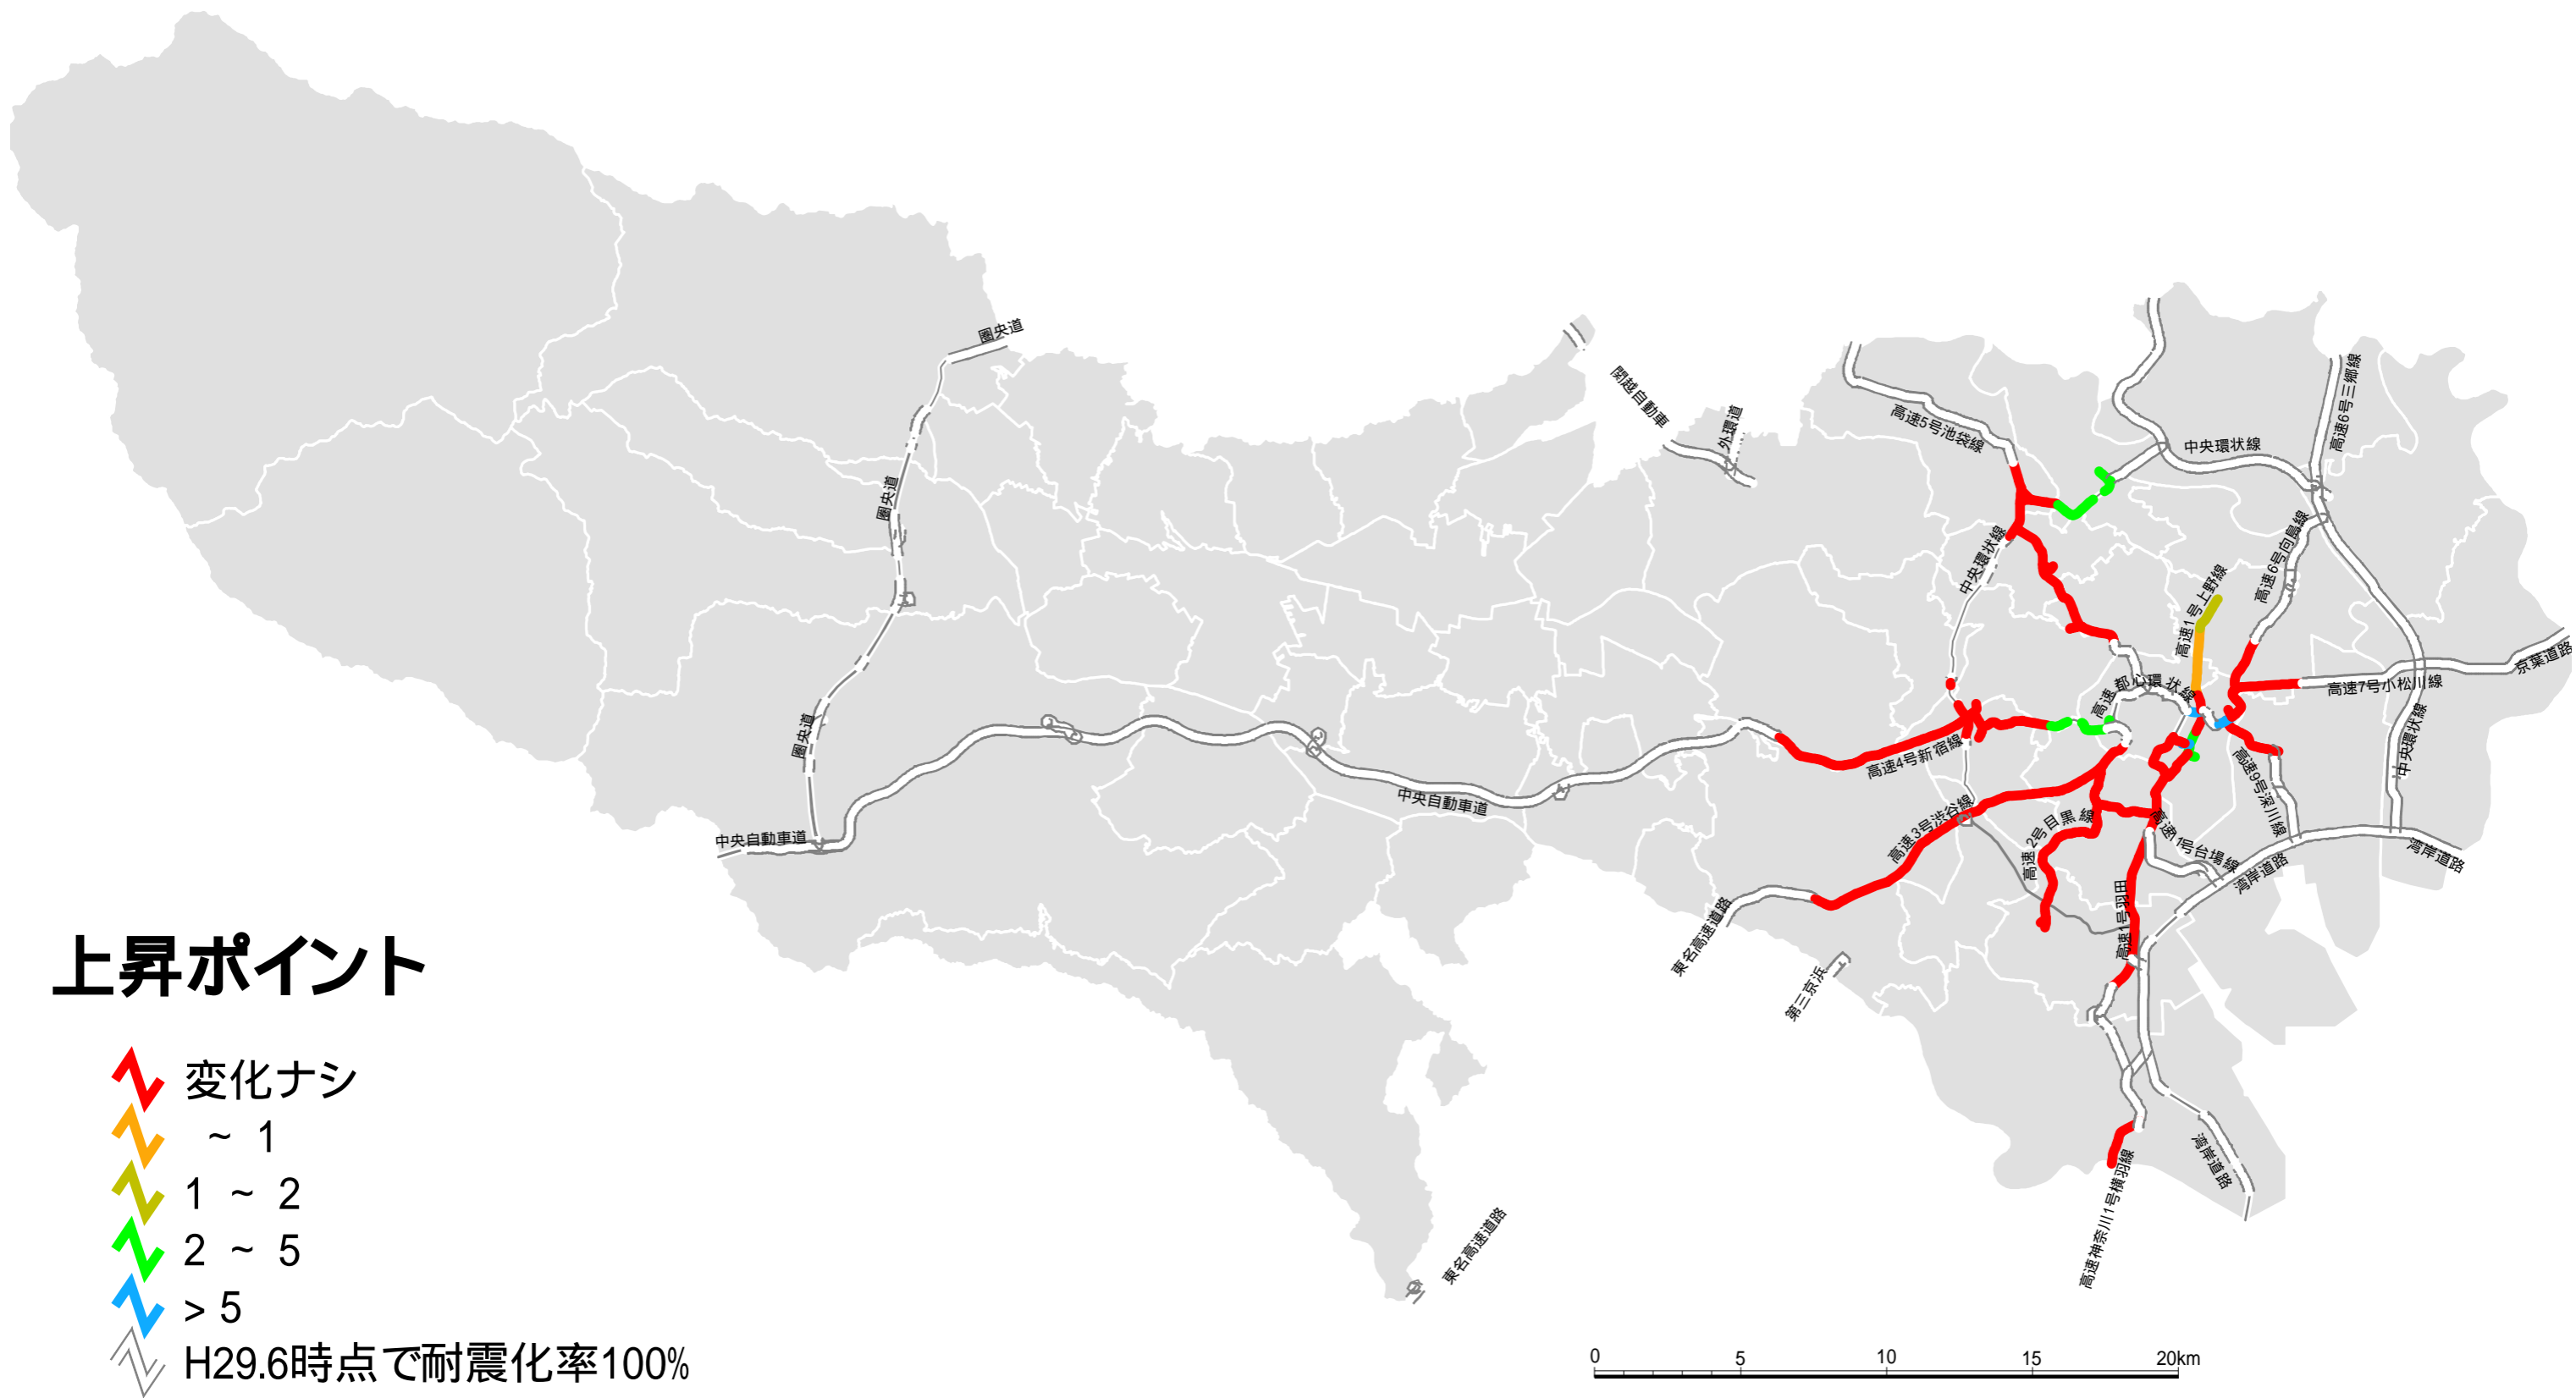 圏央道
関越自動車
外環道
高速5号池袋線
中央環状線
高速6号三郷線
圏央道
中央環状線
高速6号向島線
高速1号上野線
京葉道路
高速7号小松川線
高速都心環状線
圏央道
中央環状線
高速4号新宿線
高速9号深川線
中央自動車道
中央自動車道
高速3号渋谷線
高速2号目黒線
高速11号台場線
湾岸道路
湾岸道路
高速1号羽田
東名高速道路
第三京浜
湾岸道路
高速神奈川1号横羽線
東名高速道路
上昇ポイント
変化ナシ
~ 1
1 ~ 2
2 ~ 5
> 5
H29.6時点で耐震化率100%
0 5 10 15 20km